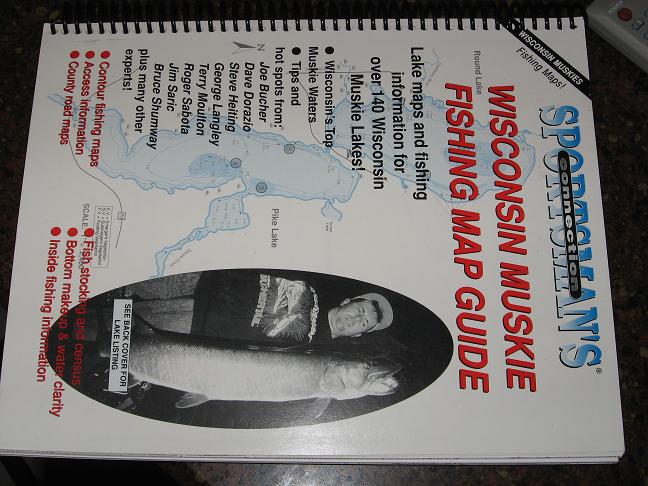 WISCONSIN MUSKIES
Fishing Maps!
SPORTSMAN'S®
connection
WISCONSIN MUSKIE
FISHING MAP GUIDE
Round Lake
Lake maps and fishing
information for
over 140 Wisconsin
Muskie Lakes!
● Wisconsin's Top
Muskie Waters
● Tips and
hot spots from:
Joe Bucher
Dave Dorazio
Steve Heiting
George Langley
Terry Moulton
Roger Sabota
Jim Saric
Bruce Shumway
plus many other
experts!
N
Pike Lake
SCALE
● Contour fishing maps
● Access information
● County road maps
● Fish stocking and census
● Bottom makeup & water clarity
● Inside fishing information
SEE BACK COVER FOR
LAKE LISTING
POWER